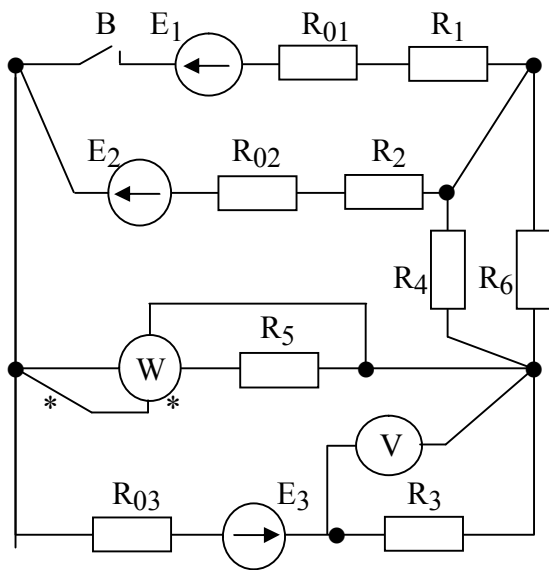 B E₁ R₀₁ R₁
E₂ R₀₂ R₂
R₄ R₆
R₅
W
* *
V
R₀₃ E₃ R₃